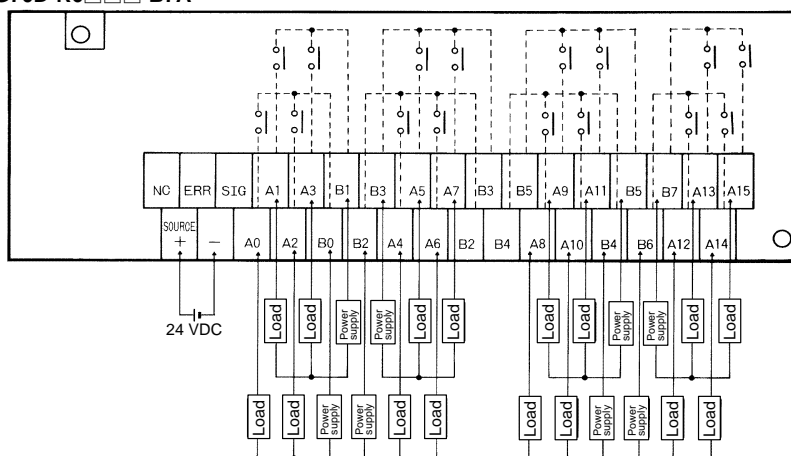 NC ERR SIG A1 A3 B1 B3 A5 A7 B3 B5 A9 A11 B5 B7 A13 A15
SOURCE
+ - A0 A2 B0 B2 A4 A6 B2 B4 A8 A10 B4 B6 A12 A14
24 VDC
Load Load Power supply Power supply Load Load Load Load Power supply Power supply Load Load
Load Load Power supply Power supply Load Load Load Load Power supply Power supply Load Load